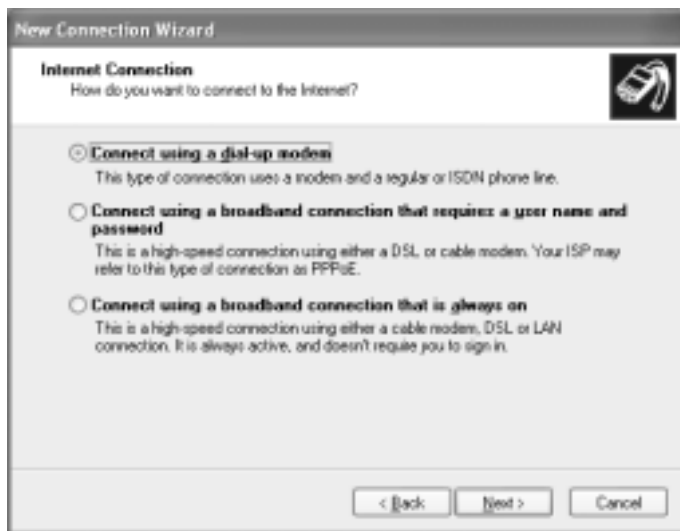 New Connection Wizard
Internet Connection
How do you want to connect to the Internet?
Connect using a dial-up modem
This type of connection uses a modem and a regular or ISDN phone line.
Connect using a broadband connection that requires a user name and
password
This is a high-speed connection using either a DSL or cable modem. Your ISP may
refer to this type of connection as PPPoE.
Connect using a broadband connection that is always on
This is a high-speed connection using either a cable modem, DSL or LAN
connection. It is always active, and doesn't require you to sign in.
< Back
Next >
Cancel